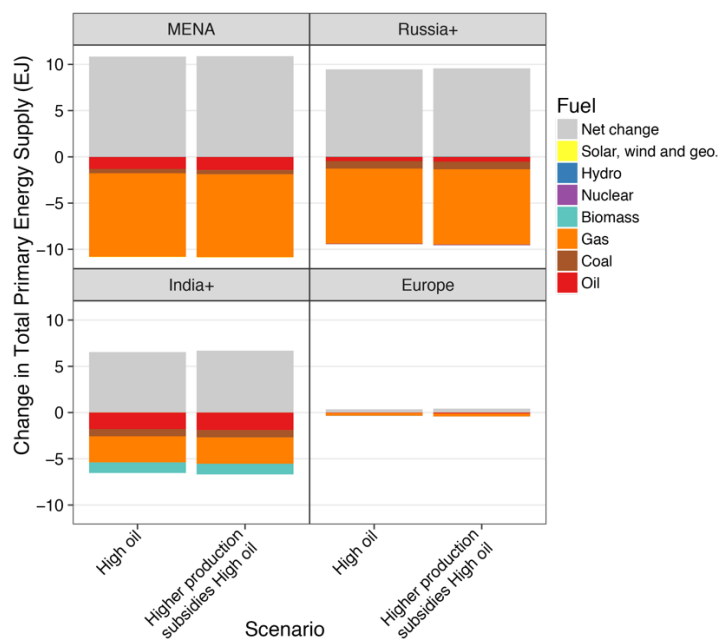 MENA
Russia+
10
5
0
−5
−10
India+
Europe
10
5
0
−5
−10
Change in Total Primary Energy Supply (EJ)
High oil
Higher production
subsidies High oil
High oil
Higher production
subsidies High oil
Scenario
Fuel
Net change
Solar, wind and geo.
Hydro
Nuclear
Biomass
Gas
Coal
Oil